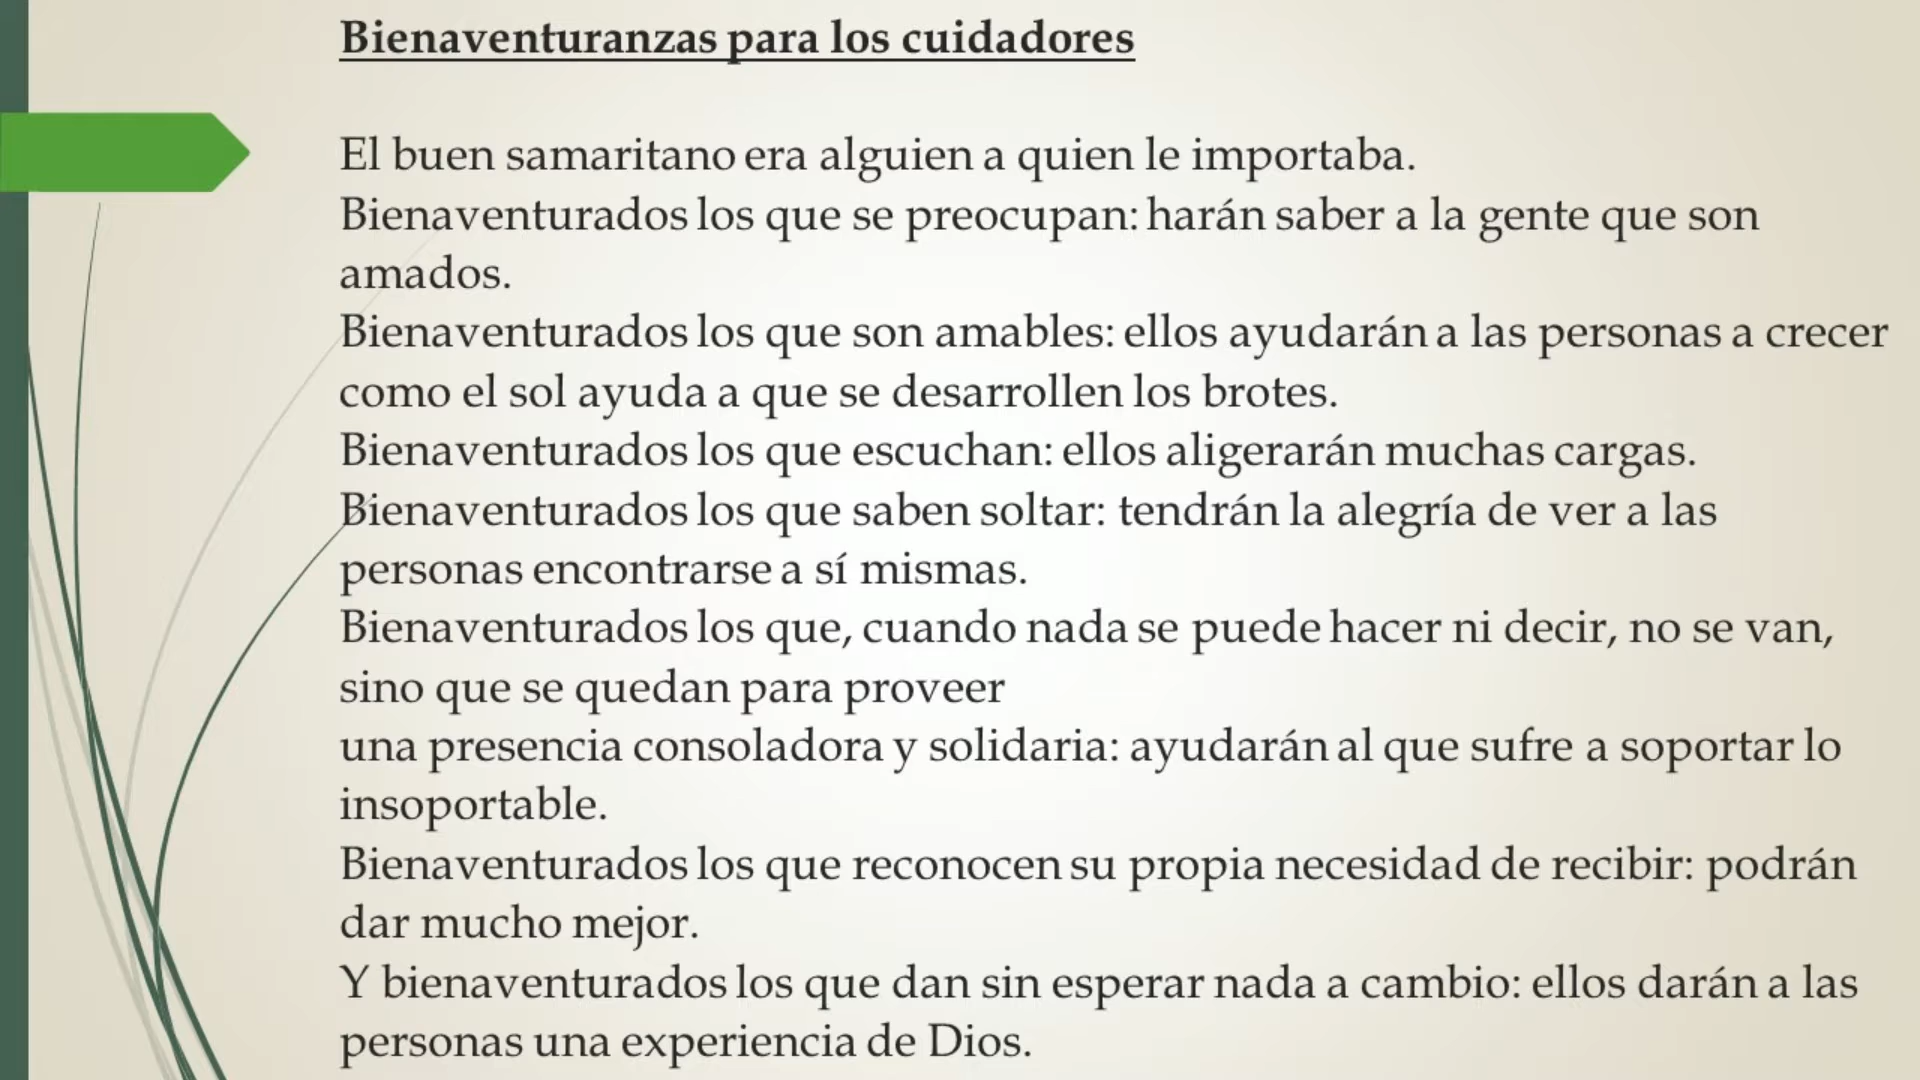 Bienaventuranzas para los cuidadores
El buen samaritano era alguien a quien le importaba.
Bienaventurados los que se preocupan: harán saber a la gente que son
amados.
Bienaventurados los que son amables: ellos ayudarán a las personas a crecer
como el sol ayuda a que se desarrollen los brotes.
Bienaventurados los que escuchan: ellos aligerarán muchas cargas.
Bienaventurados los que saben soltar: tendrán la alegría de ver a las
personas encontrarse a sí mismas.
Bienaventurados los que, cuando nada se puede hacer ni decir, no se van,
sino que se quedan para proveer
una presencia consoladora y solidaria: ayudarán al que sufre a soportar lo
insoportable.
Bienaventurados los que reconocen su propia necesidad de recibir: podrán
dar mucho mejor.
Y bienaventurados los que dan sin esperar nada a cambio: ellos darán a las
personas una experiencia de Dios.